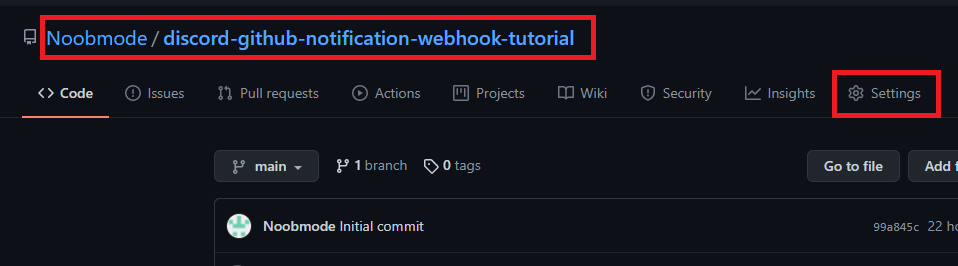 Noobmode / discord-github-notification-webhook-tutorial
<> Code Issues Pull requests Actions Projects Wiki Security Insights Settings
main 1 branch 0 tags Go to file Add f
Noobmode Initial commit 99a845c 22 ho